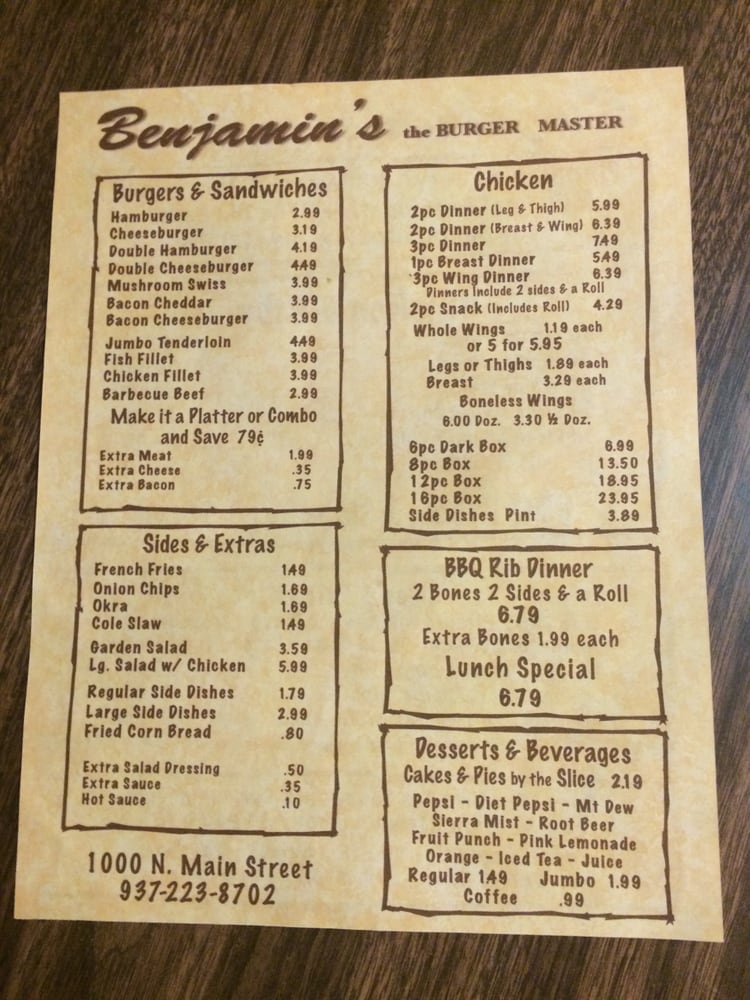 Benjamin's the BURGER MASTER
Burgers & Sandwiches
Hamburger 2.99
Cheeseburger 3.19
Double Hamburger 4.19
Double Cheeseburger 4.49
Mushroom Swiss 3.99
Bacon Cheddar 3.99
Bacon Cheeseburger 3.99
Jumbo Tenderloin 4.49
Fish Fillet 3.99
Chicken Fillet 3.99
Barbecue Beef 2.99
Make it a Platter or Combo
and Save 79¢
Extra Meat 1.99
Extra Cheese .35
Extra Bacon .75
Sides & Extras
French Fries 1.49
Onion Chips 1.69
Okra 1.69
Cole Slaw 1.49
Garden Salad 3.59
Lg. Salad w/ Chicken 5.99
Regular Side Dishes 1.79
Large Side Dishes 2.99
Fried Corn Bread .80
Extra Salad Dressing .50
Extra Sauce .35
Hot Sauce .10
1000 N. Main Street
937-223-8702
Chicken
2pc Dinner (Leg & Thigh) 5.99
2pc Dinner (Breast & Wing) 6.39
3pc Dinner 7.49
1pc Breast Dinner 5.49
3pc Wing Dinner 6.39
Dinners Include 2 sides & a Roll
2pc Snack (Includes Roll) 4.29
Whole Wings 1.19 each
or 5 for 5.95
Legs or Thighs 1.89 each
Breast 3.29 each
Boneless Wings
6.00 Doz. 3.30 ½ Doz.
6pc Dark Box 6.99
8pc Box 13.50
12pc Box 18.95
16pc Box 23.95
Side Dishes Pint 3.89
BBQ Rib Dinner
2 Bones 2 Sides & a Roll
6.79
Extra Bones 1.99 each
Lunch Special
6.79
Desserts & Beverages
Cakes & Pies by the Slice 2.19
Pepsi - Diet Pepsi - Mt Dew
Sierra Mist - Root Beer
Fruit Punch - Pink Lemonade
Orange - Iced Tea - Juice
Regular 1.49 Jumbo 1.99
Coffee .99